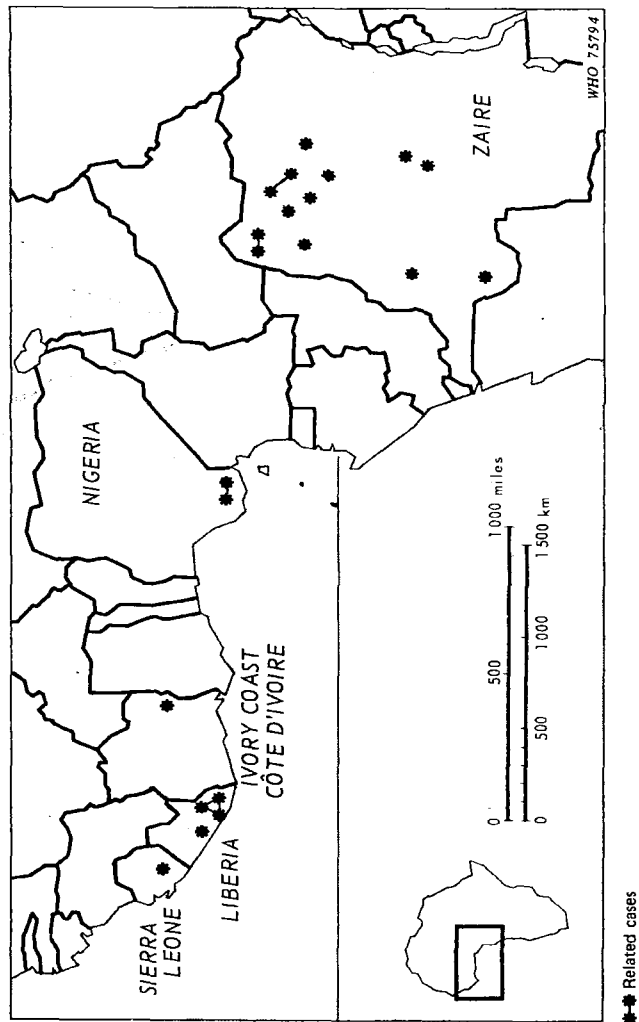 NIGERIA
ZAIRE
SIERRA
LEONE
LIBERIA
IVORY COAST
CÔTE D'IVOIRE
0 500 1000 miles
0 500 1000 1500 km
WHO 75794
Related cases